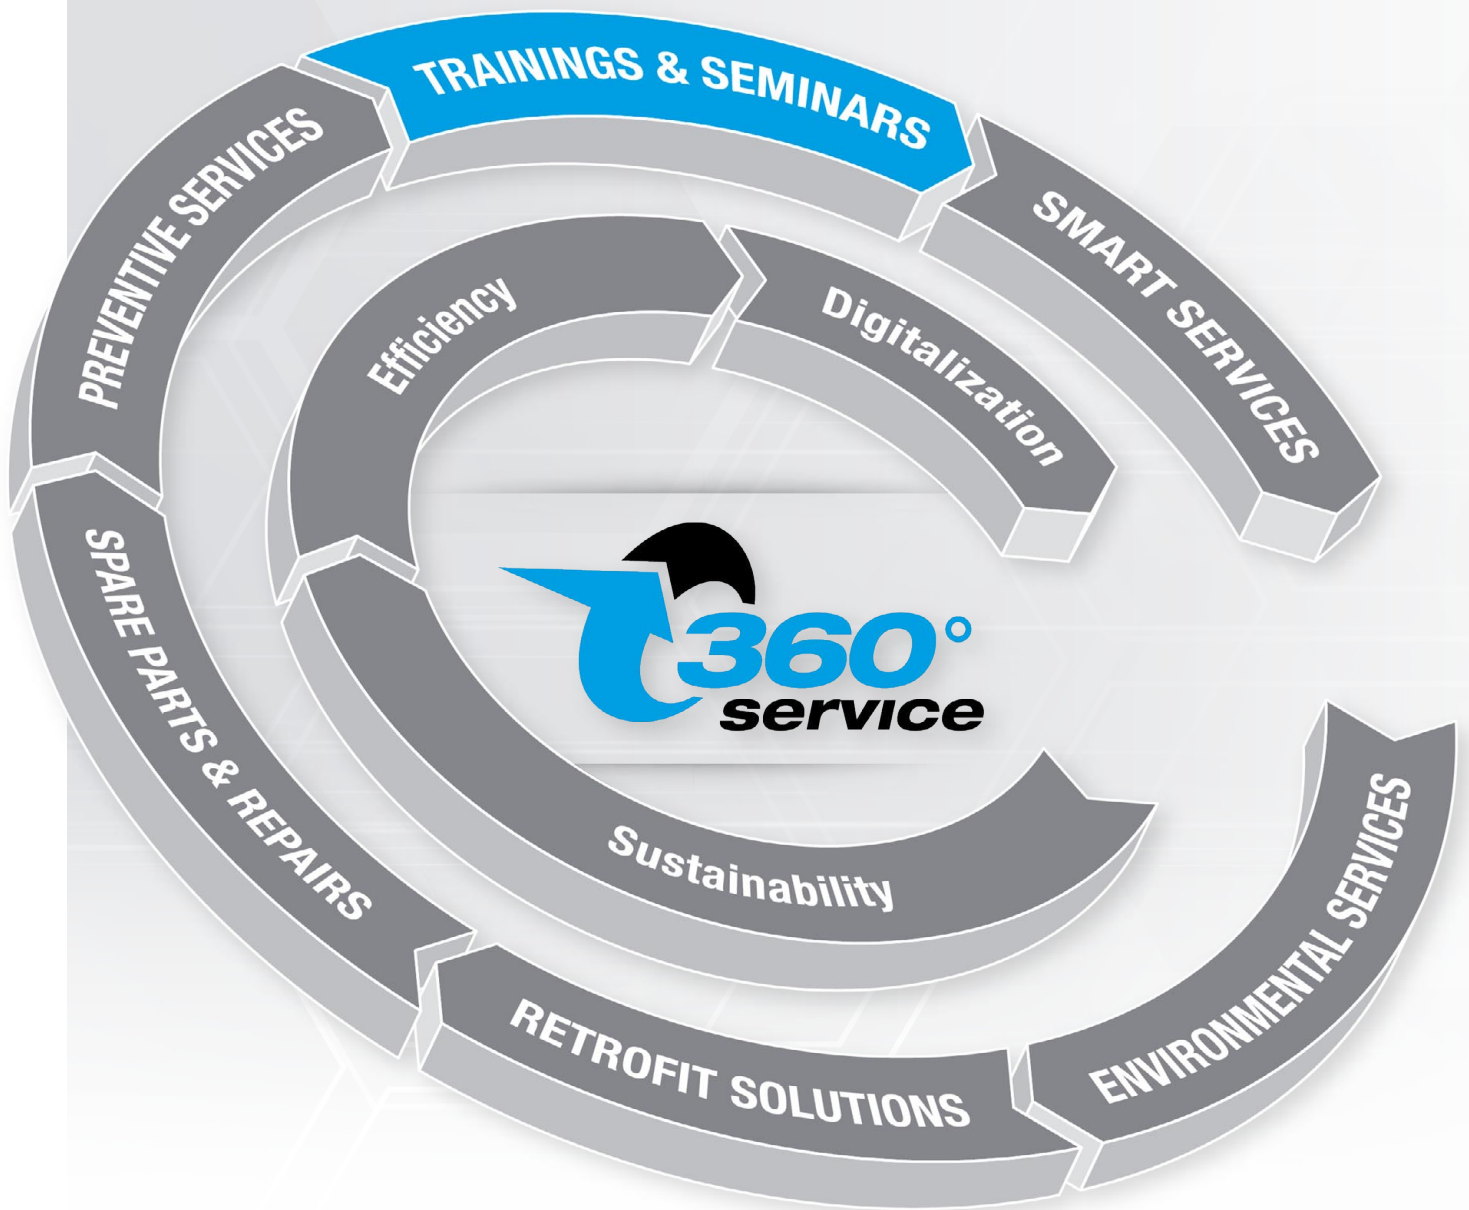 TRAININGS & SEMINARS
SMART SERVICES
PREVENTIVE SERVICES
Efficiency
Digitalization
360°
service
SPARE PARTS & REPAIRS
Sustainability
RETROFIT SOLUTIONS
ENVIRONMENTAL SERVICES